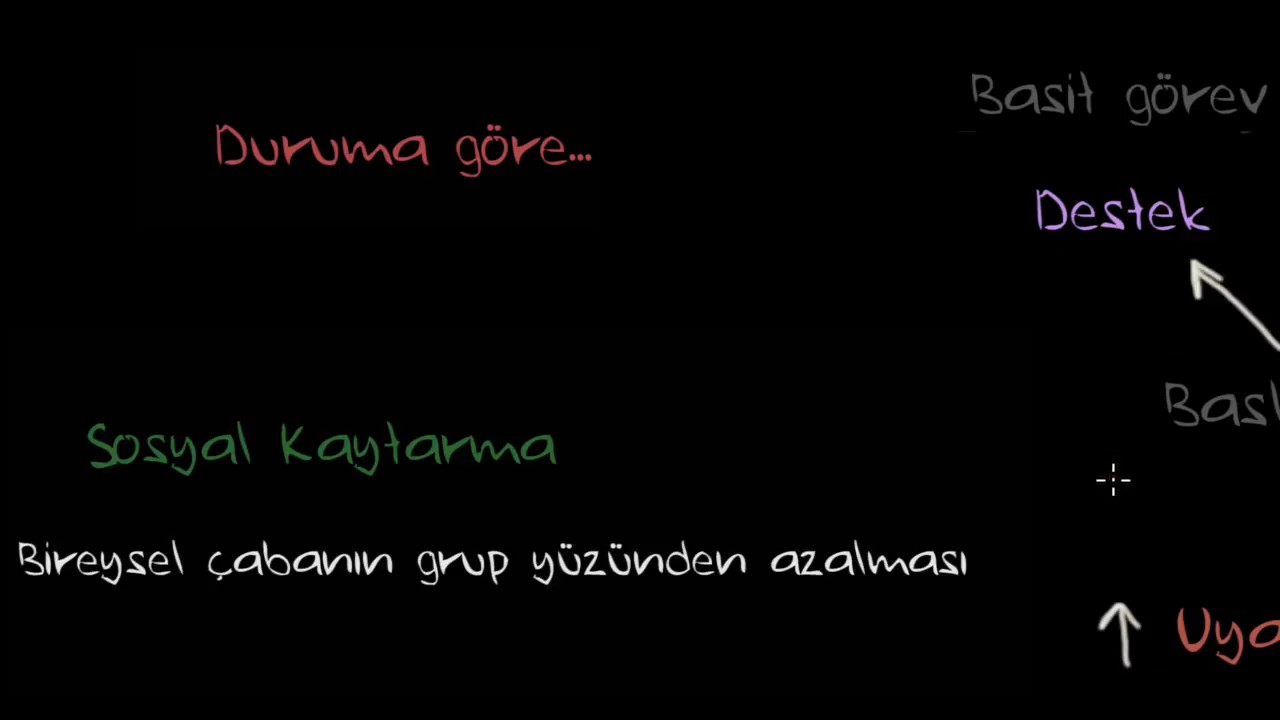 Duruma göre...
Basit görev
Destek
Sosyal Kaytarma
Bireysel çabanın grup yüzünden azalması